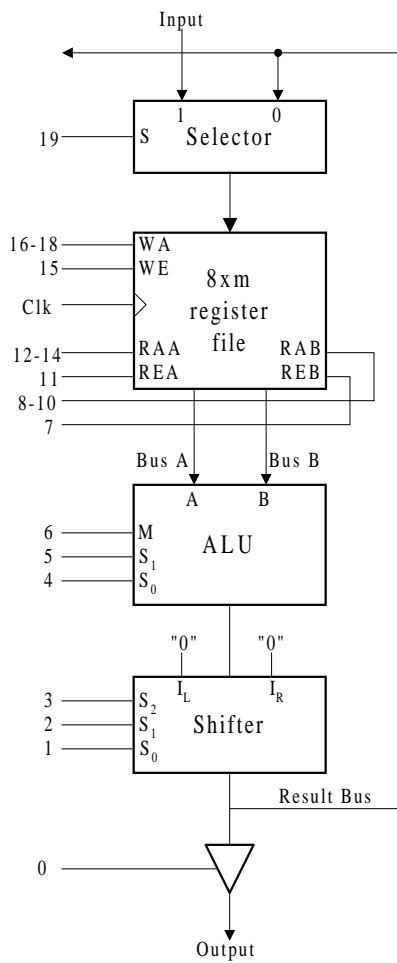 Input
1 0
19 S Selector
16-18 WA
15 WE
Clk
8xm
register
file
12-14 RAA RAB
11 REA REB
8-10
7
Bus A Bus B
A B
6 M
ALU
5 S1
4 S0
"0" "0"
IL IR
3 S2
2 S1
Shifter
1 S0
Result Bus
0
Output